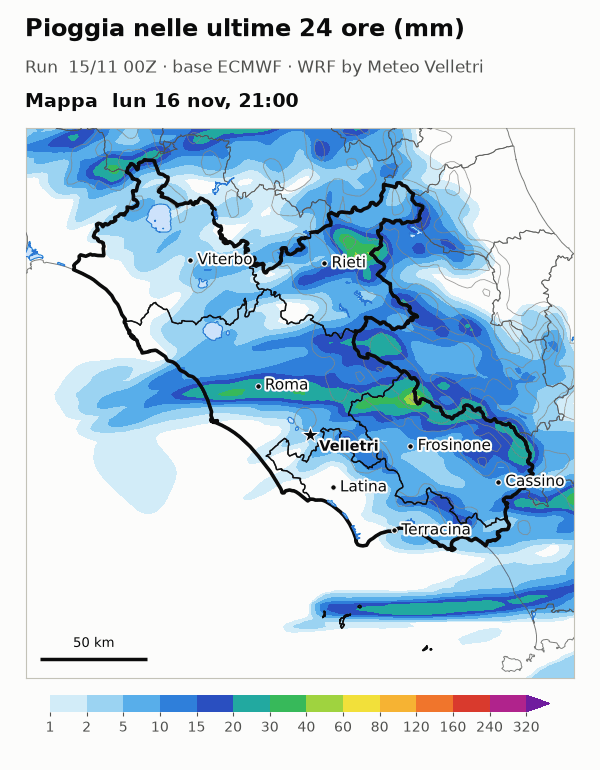 Pioggia nelle ultime 24 ore (mm)
Run  15/11 00Z · base ECMWF · WRF by Meteo Velletri
Mappa  lun 16 nov, 21:00
Viterbo
Rieti
Roma
Velletri
Frosinone
Latina
Cassino
Terracina
50 km
1 2 5 10 15 20 30 40 60 80 120 160 240 320